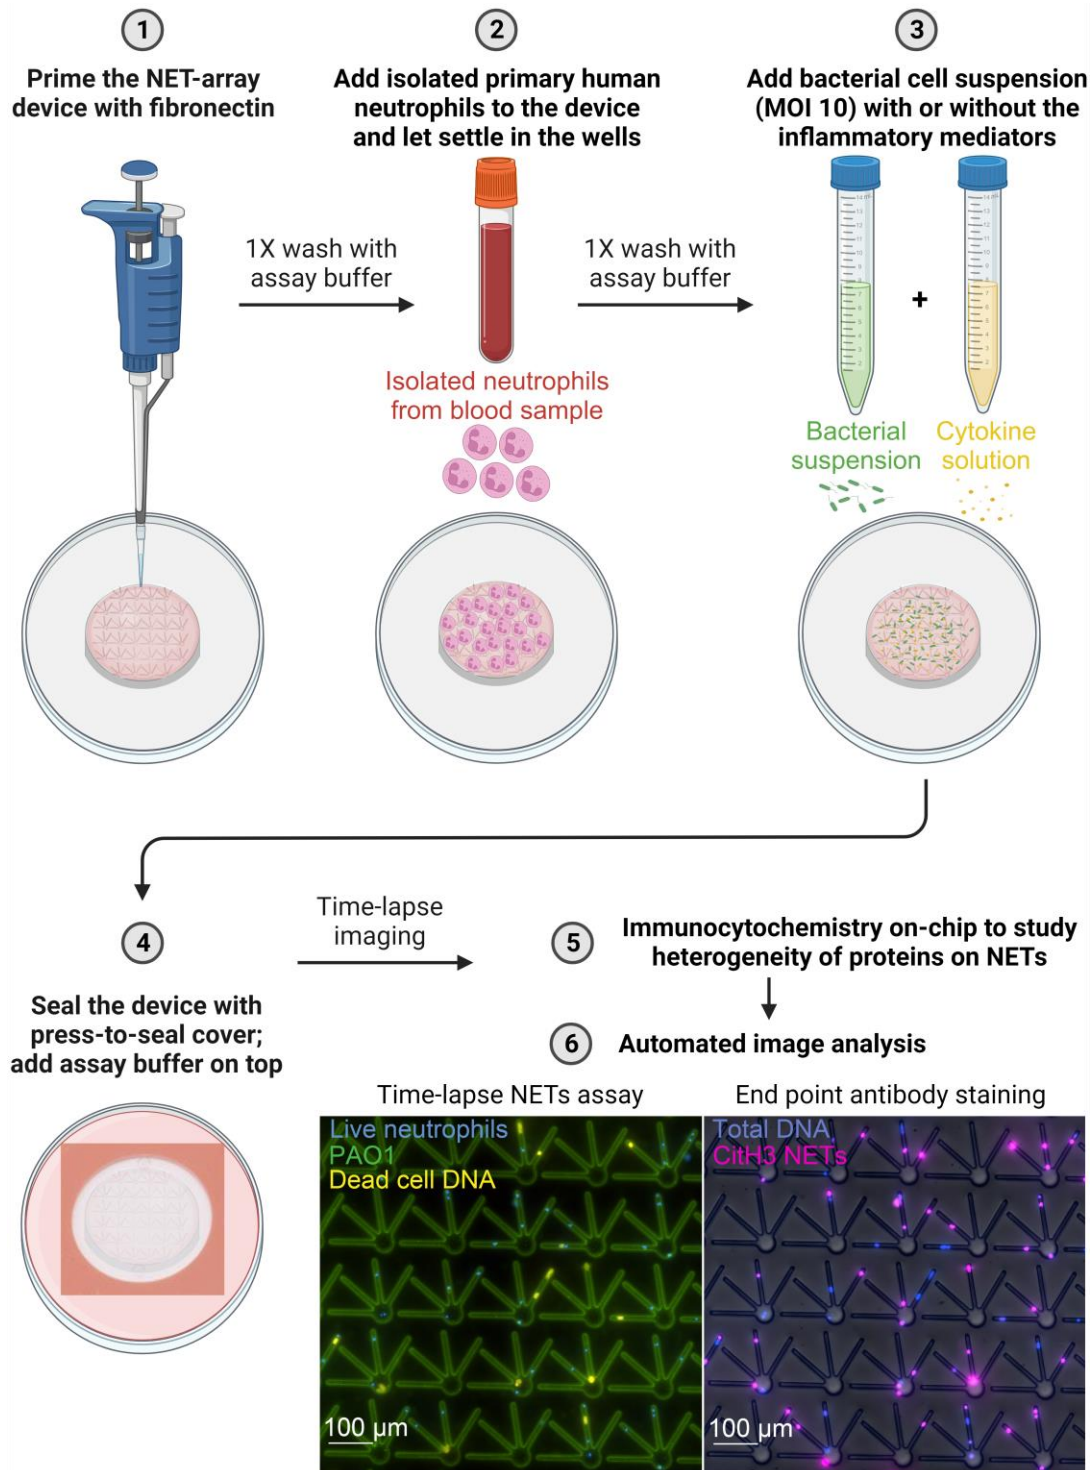 1
Prime the NET-array
device with fibronectin
1X wash with
assay buffer
2
Add isolated primary human
neutrophils to the device
and let settle in the wells
Isolated neutrophils
from blood sample
1X wash with
assay buffer
3
Add bacterial cell suspension
(MOI 10) with or without the
inflammatory mediators
+
Bacterial
suspension
Cytokine
solution
4
Seal the device with
press-to-seal cover;
add assay buffer on top
Time-lapse
imaging
5
Immunocytochemistry on-chip to study
heterogeneity of proteins on NETs
6
Automated image analysis
Time-lapse NETs assay
Live neutrophils
PAO1
Dead cell DNA
100 µm
End point antibody staining
Total DNA
CitH3 NETs
100 µm